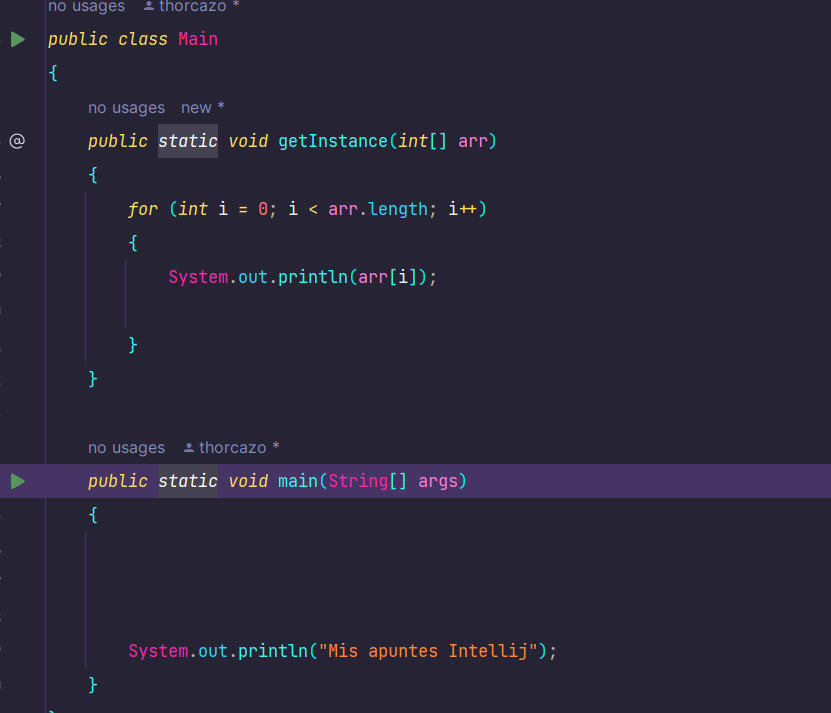 no usages thorcazo *
public class Main
{
no usages new *
@ public static void getInstance(int[] arr)
{
for (int i = 0; i < arr.length; i++)
{
System.out.println(arr[i]);
}
}
no usages thorcazo *
public static void main(String[] args)
{
System.out.println("Mis apuntes Intellij");
}